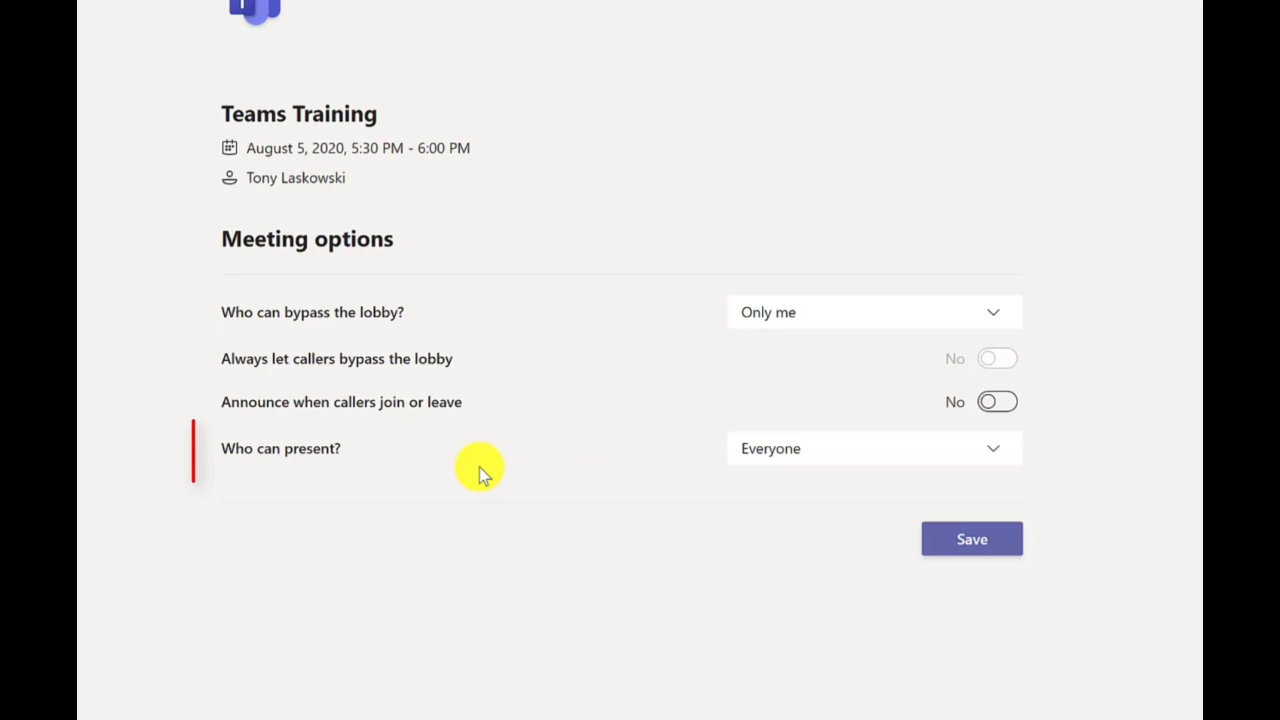 Teams Training
August 5, 2020, 5:30 PM - 6:00 PM
Tony Laskowski
Meeting options
Who can bypass the lobby? Only me
Always let callers bypass the lobby No
Announce when callers join or leave No
Who can present? Everyone
Save